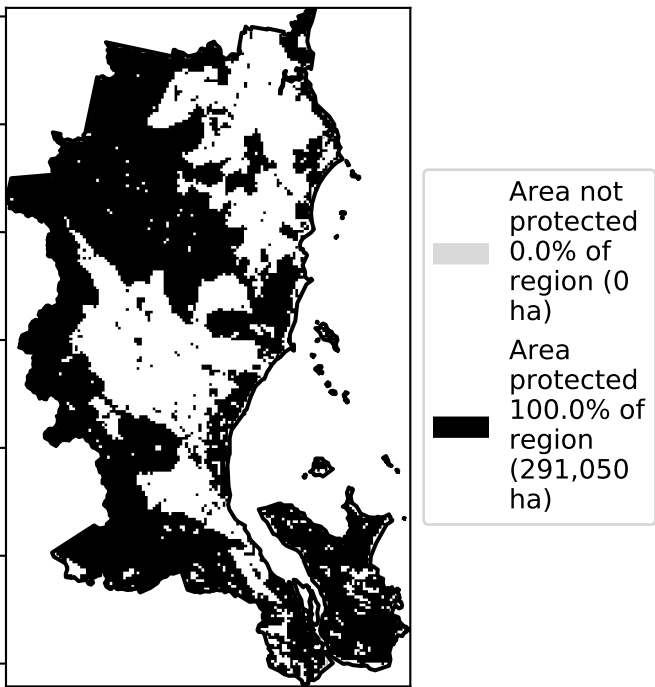 Area not
protected
0.0% of
region (0
ha)
Area
protected
100.0% of
region
(291,050
ha)